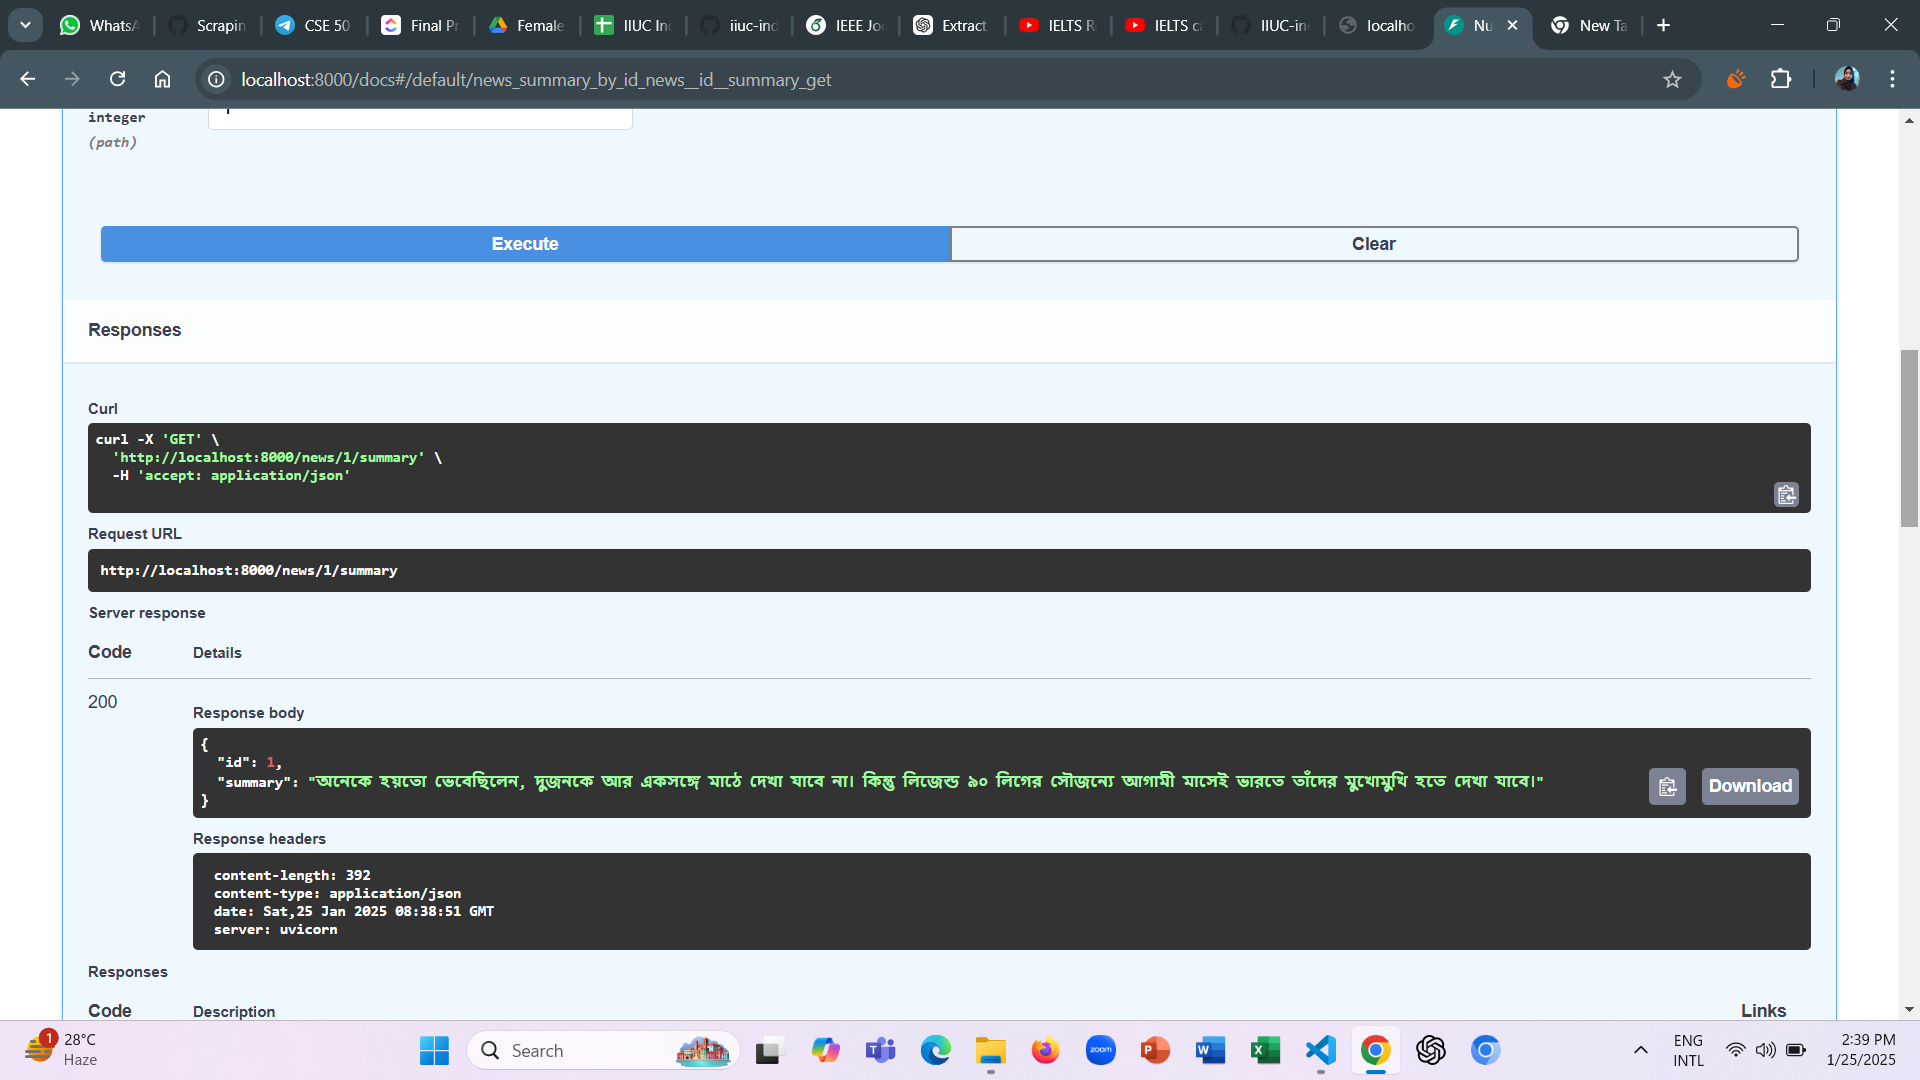 WhatsA
Scrapin
CSE 50
Final Pr
Female
IIUC In
iiuc-ind
IEEE Jo
Extract
IELTS R
IELTS c
IIUC-in
localho
Nu
New Ta
localhost:8000/docs#/default/news_summary_by_id_news__id__summary_get
integer
(path)
Execute
Clear
Responses
Curl
curl -X 'GET' \
'http://localhost:8000/news/1/summary' \
-H 'accept: application/json'
Request URL
http://localhost:8000/news/1/summary
Server response
Code Details
200
Response body
{
"id": 1,
"summary": "অনেকে হয়তো ভেবেছিলেন, দুজনকে আর একসঙ্গে মাঠে দেখা যাবে না। কিন্তু লিজেন্ড ৯০ লিগের সৌজন্যে আগামী মাসেই ভারতে তাঁদের মুখোমুখি হতে দেখা যাবে।"
}
Download
Response headers
content-length: 392
content-type: application/json
date: Sat,25 Jan 2025 08:38:51 GMT
server: uvicorn
Responses
Code Description Links
1
28°C
Haze
Search
zoom
ENG
INTL
2:39 PM
1/25/2025